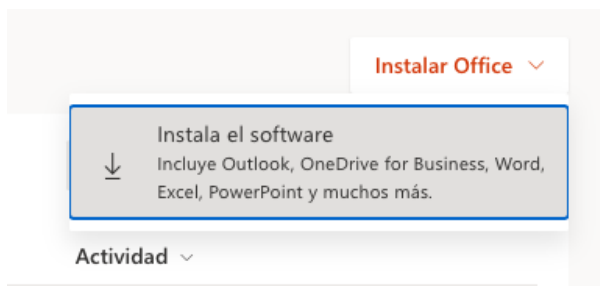 Instalar Office
Instala el software
Incluye Outlook, OneDrive for Business, Word,
Excel, PowerPoint y muchos más.
Actividad